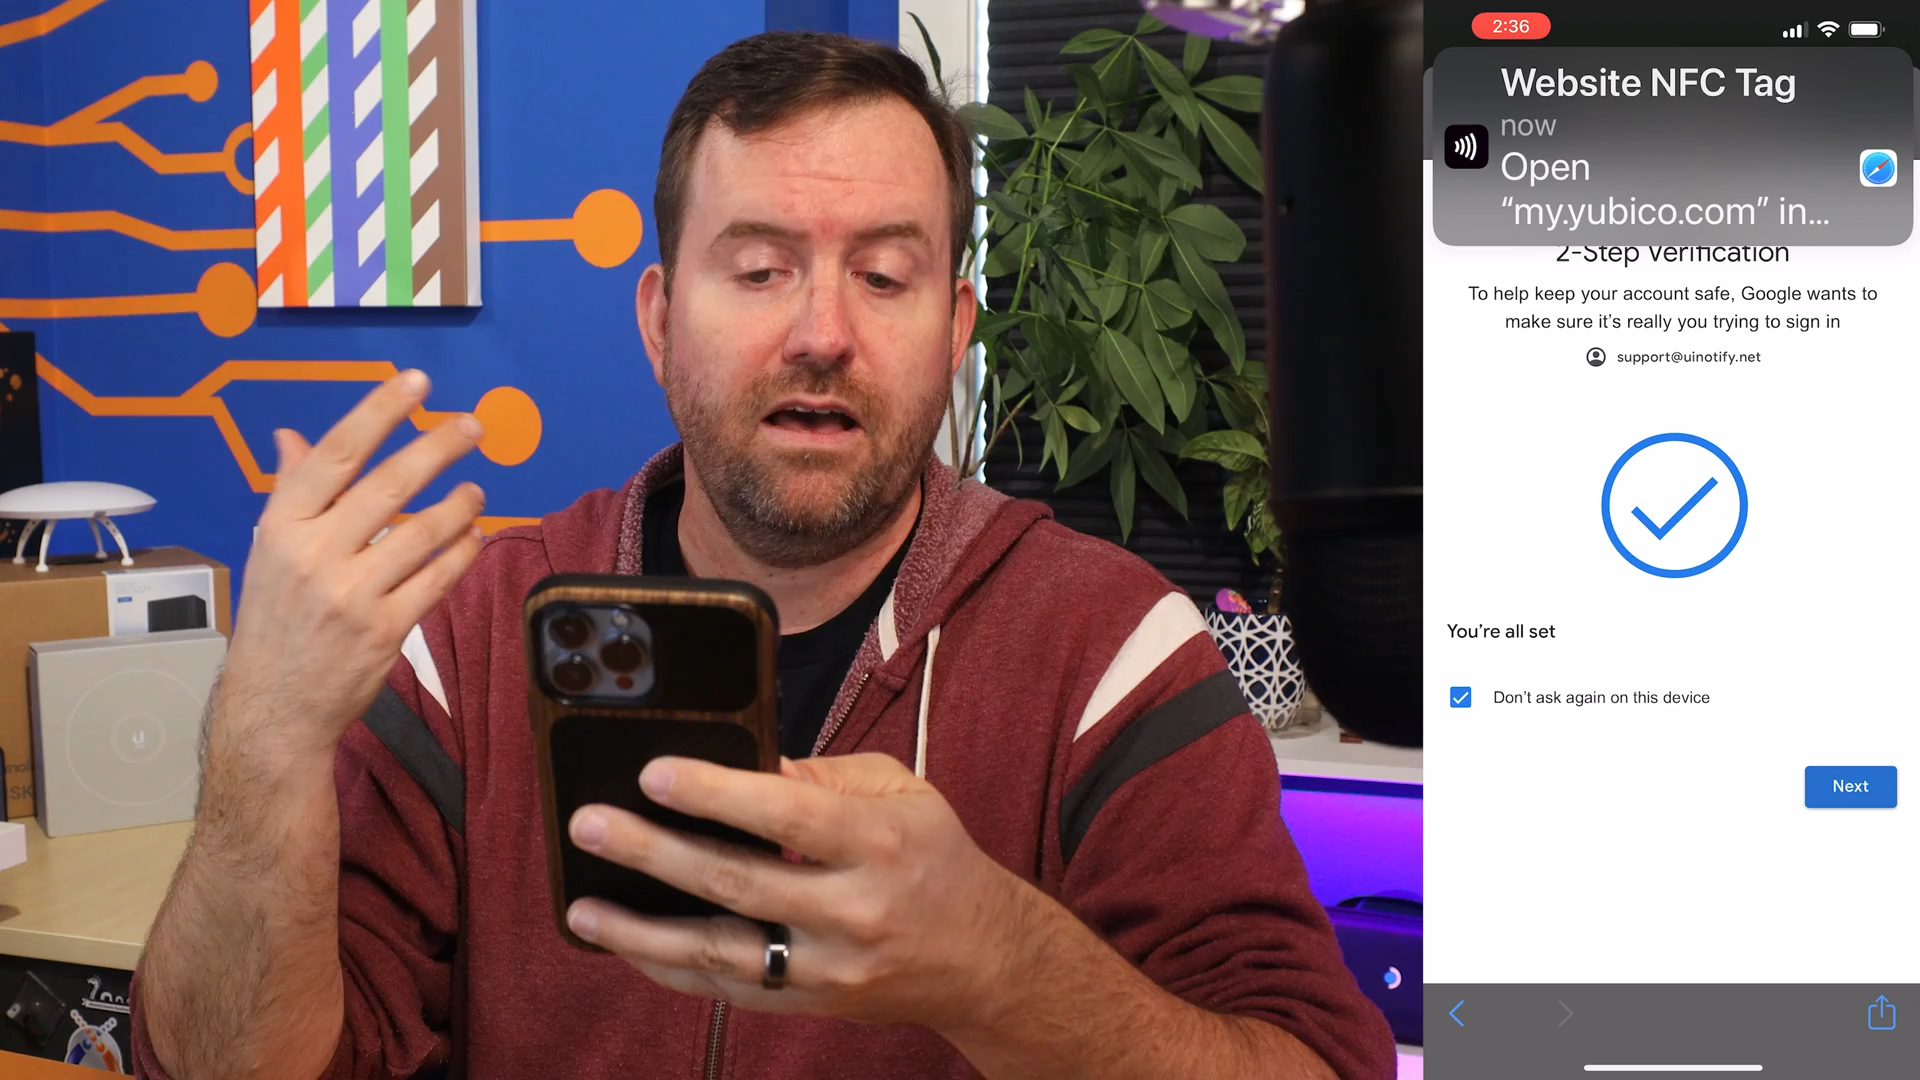 2:36
Website NFC Tag
now
Open
“my.yubico.com” in...
2-Step Verification
To help keep your account safe, Google wants to
make sure it’s really you trying to sign in
support@uinotify.net
You’re all set
Don’t ask again on this device
Next